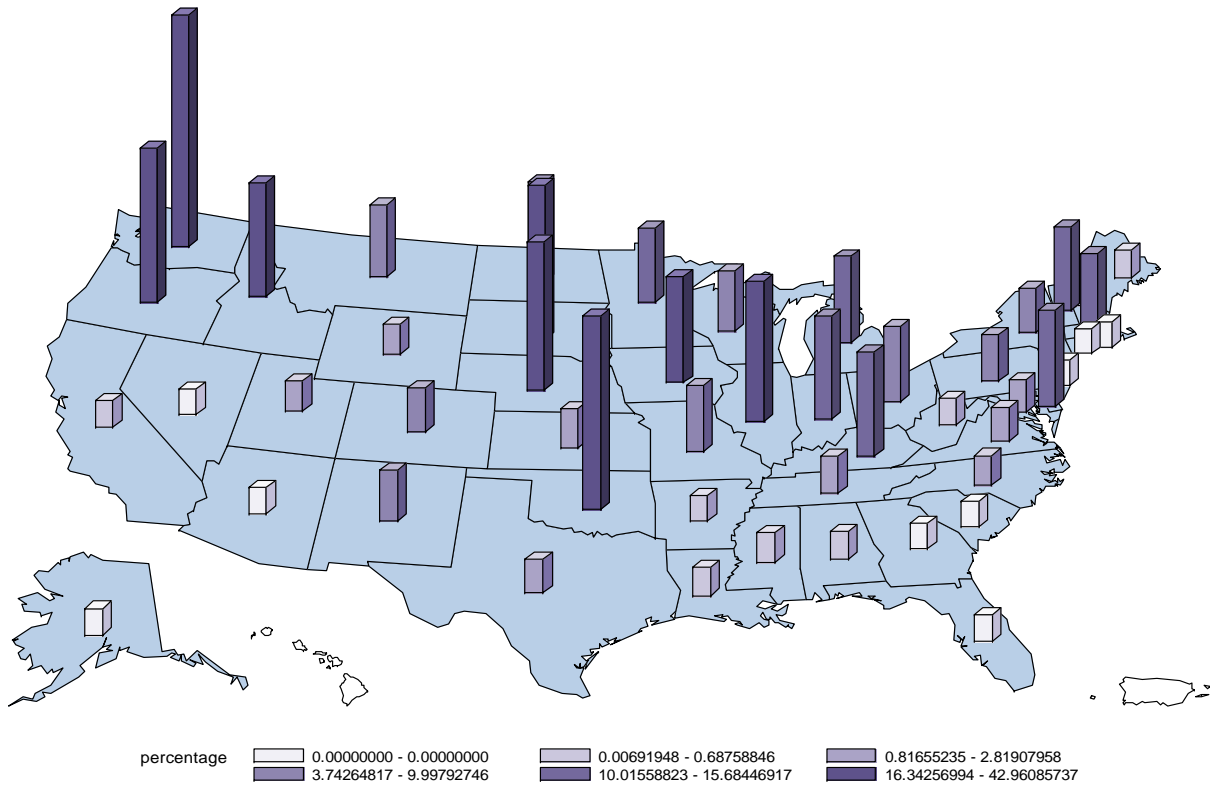 percentage 0.00000000 - 0.00000000 0.00691948 - 0.68758846 0.81655235 - 2.81907958
3.74264817 - 9.99792746 10.01558823 - 15.68446917 16.34256994 - 42.96085737